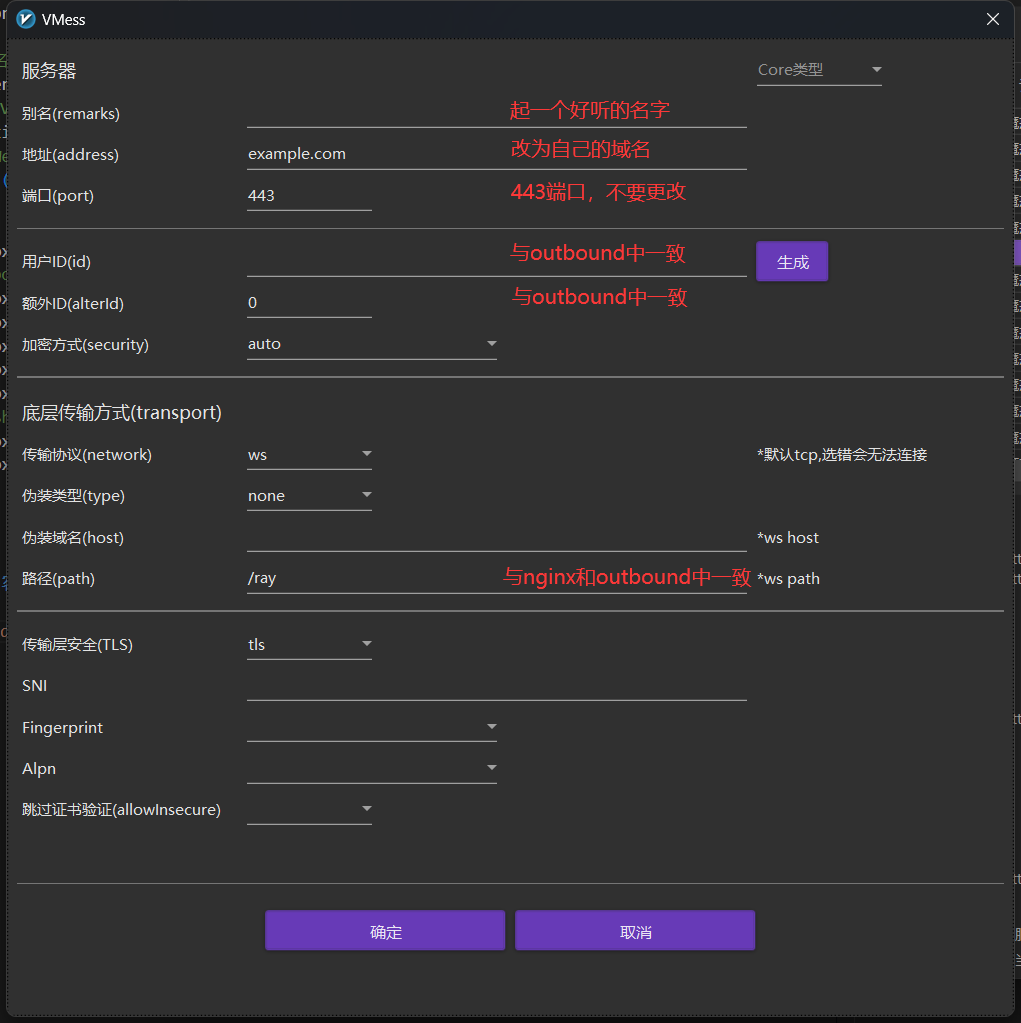 VMess
服务器
Core类型
别名(remarks)
起一个好听的名字
地址(address)
example.com
改为自己的域名
端口(port)
443
443端口，不要更改
用户ID(id)
与outbound中一致
生成
额外ID(alterId)
0
与outbound中一致
加密方式(security)
auto
底层传输方式(transport)
传输协议(network)
ws
*默认tcp,选错会无法连接
伪装类型(type)
none
伪装域名(host)
*ws host
路径(path)
/ray
与nginx和outbound中一致
*ws path
传输层安全(TLS)
tls
SNI
Fingerprint
Alpn
跳过证书验证(allowInsecure)
确定
取消